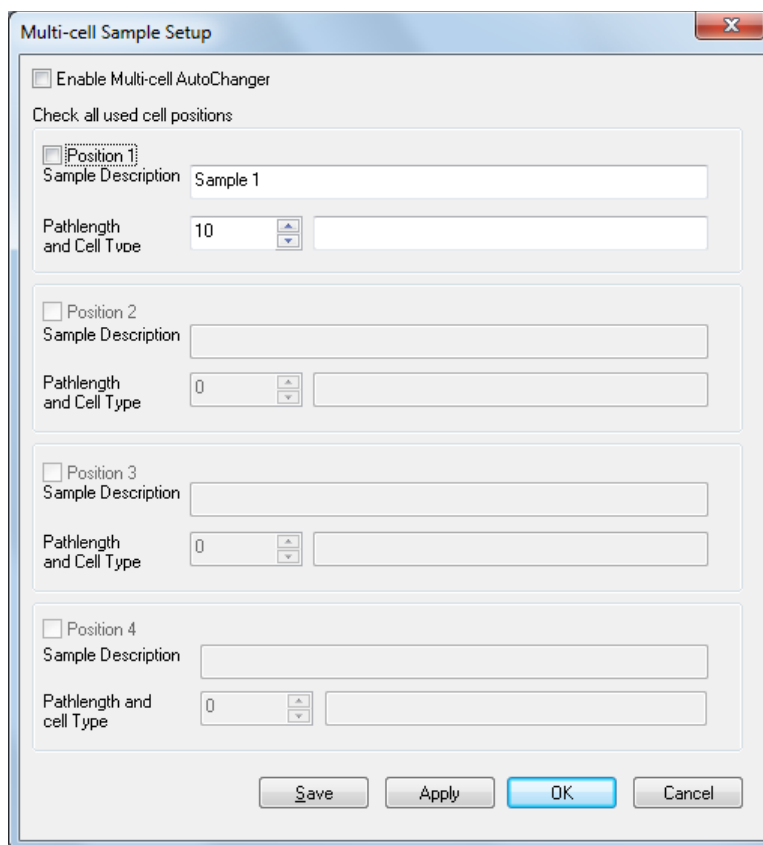 Multi-cell Sample Setup
Enable Multi-cell AutoChanger
Check all used cell positions
Position 1
Sample Description Sample 1
Pathlength
and Cell Type 10
Position 2
Sample Description
Pathlength
and Cell Type 0
Position 3
Sample Description
Pathlength
and Cell Type 0
Position 4
Sample Description
Pathlength and
cell Type 0
Save Apply OK Cancel